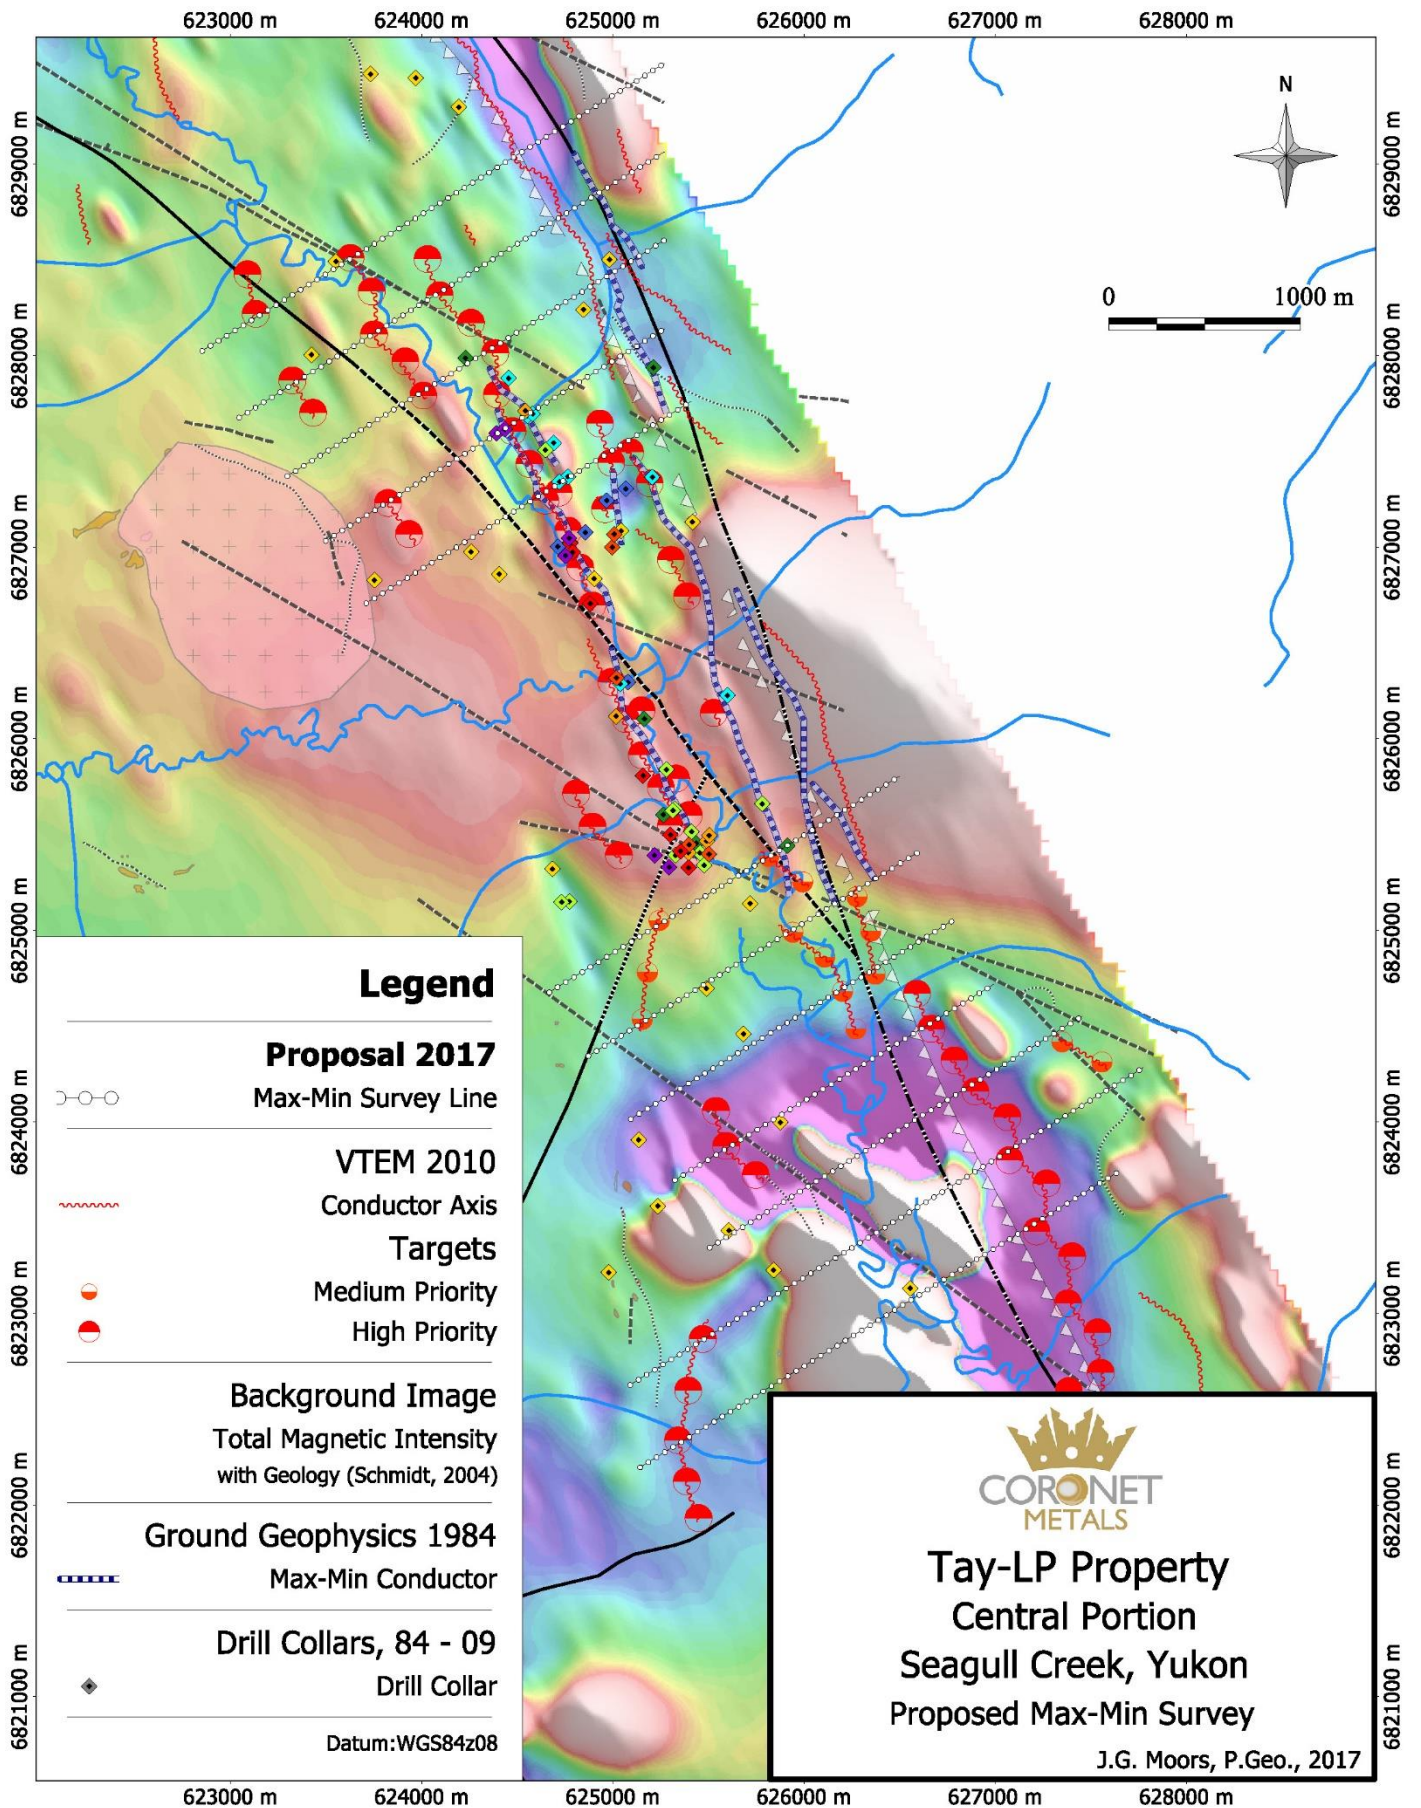 623000 m 624000 m 625000 m 626000 m 627000 m 628000 m
6829000 m
6828000 m
6827000 m
6826000 m
6825000 m
6824000 m
6823000 m
6822000 m
6821000 m
N
0 1000 m
6829000 m
6828000 m
6827000 m
6826000 m
6825000 m
6824000 m
6823000 m
6822000 m
6821000 m
Legend
Proposal 2017
Max-Min Survey Line
VTEM 2010
Conductor Axis
Targets
Medium Priority
High Priority
Background Image
Total Magnetic Intensity
with Geology (Schmidt, 2004)
Ground Geophysics 1984
Max-Min Conductor
Drill Collars, 84 - 09
Drill Collar
Datum:WGS84z08
CORONET
METALS
Tay-LP Property
Central Portion
Seagull Creek, Yukon
Proposed Max-Min Survey
J.G. Moors, P.Geo., 2017
623000 m 624000 m 625000 m 626000 m 627000 m 628000 m